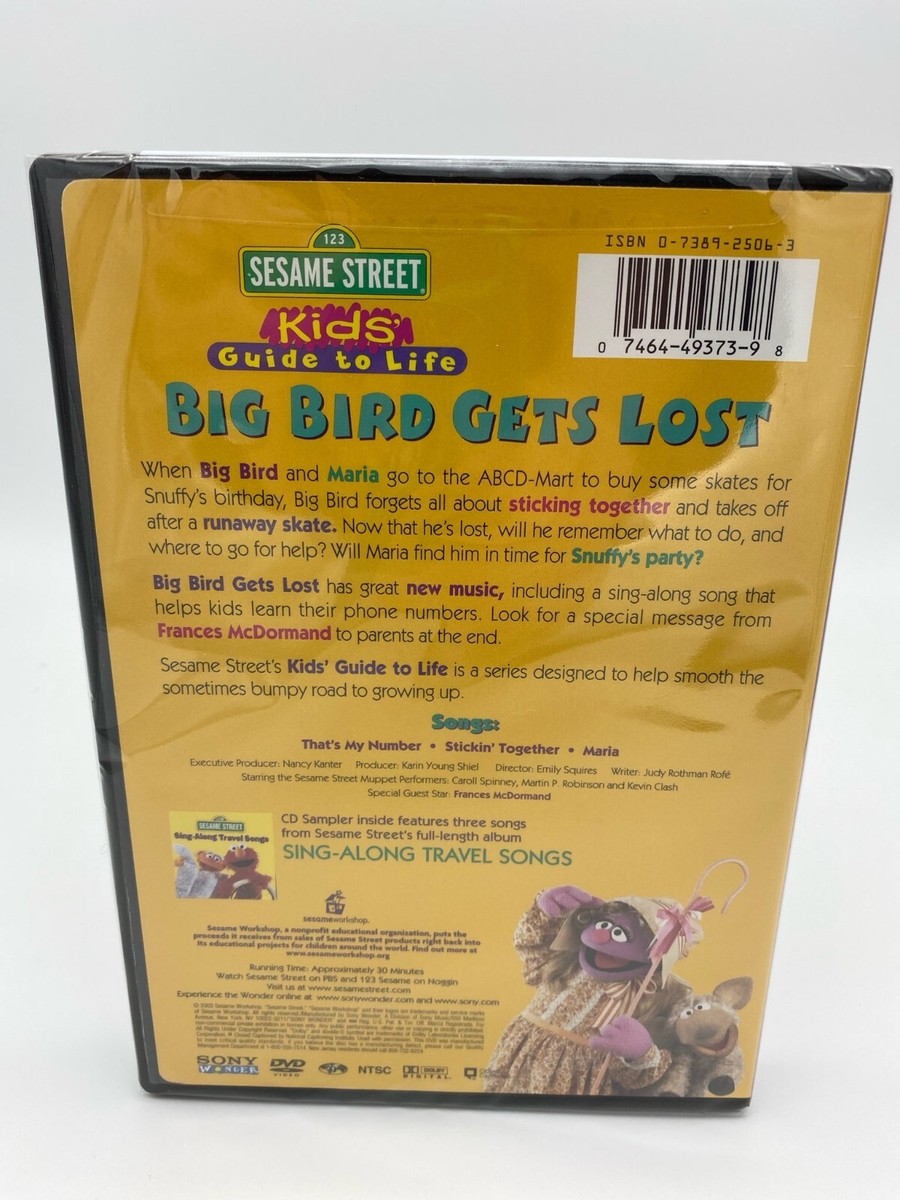 123
SESAME STREET
ISBN 0-7389-2506-3
0 7464-49373-9 8
Kids'
Guide to Life
BIG BIRD GETS LOST
When Big Bird and Maria go to the ABCD-Mart to buy some skates for
Snuffy's birthday, Big Bird forgets all about sticking together and takes off
after a runaway skate. Now that he's lost, will he remember what to do, and
where to go for help? Will Maria find him in time for Snuffy's party?
Big Bird Gets Lost has great new music, including a sing-along song that
helps kids learn their phone numbers. Look for a special message from
Frances McDormand to parents at the end.
Sesame Street's Kids' Guide to Life is a series designed to help smooth the
sometimes bumpy road to growing up.
Songs:
That's My Number • Stickin' Together • Maria
Executive Producer: Nancy Kanter Producer: Karin Young Shiel Director: Emily Squires Writer: Judy Rothman Rofé
Starring the Sesame Street Muppet Performers: Caroll Spinney, Martin P. Robinson and Kevin Clash
Special Guest Star: Frances McDormand
SESAME STREET
Sing-Along Travel Songs
CD Sampler inside features three songs
from Sesame Street's full-length album
SING-ALONG TRAVEL SONGS
sesameworkshop.
Sesame Workshop, a nonprofit educational organization, puts the
proceeds it receives from sales of Sesame Street products right back into
its educational projects for children around the world. Find out more at
www.sesameworkshop.org
Running Time: Approximately 30 Minutes
Watch Sesame Street on PBS and 123 Sesame on Noggin
Visit us at www.sesamestreet.com
Experience the Wonder online at www.sonywonder.com and www.sony.com
SONY
WONDER
DVD
VIDEO
NTSC
DOLBY
DIGITAL